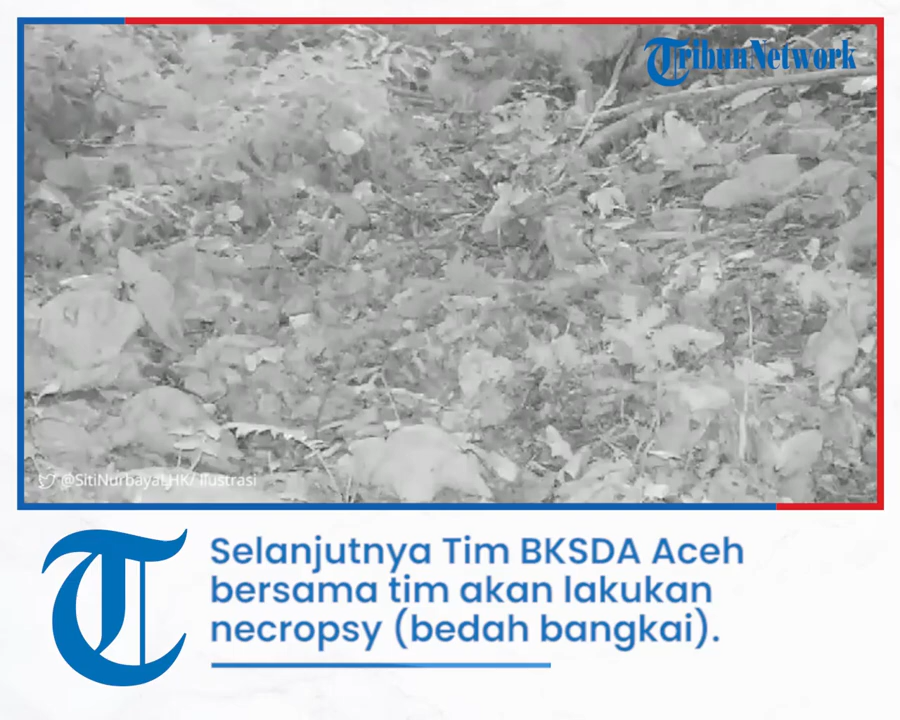 TribunNetwork
@SitiNurbayaLHK/ Ilustrasi
Selanjutnya Tim BKSDA Aceh
bersama tim akan lakukan
necropsy (bedah bangkai).